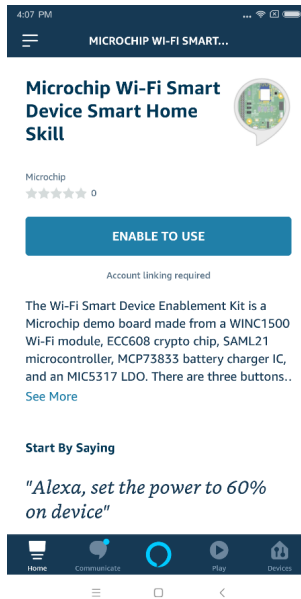 4:07 PM
...
MICROCHIP WI-FI SMART...
Microchip Wi-Fi Smart
Device Smart Home
Skill
Microchip
0
ENABLE TO USE
Account linking required
The Wi-Fi Smart Device Enablement Kit is a
Microchip demo board made from a WINC1500
Wi-Fi module, ECC608 crypto chip, SAML21
microcontroller, MCP73833 battery charger IC,
and an MIC5317 LDO. There are three buttons..
See More
Start By Saying
"Alexa, set the power to 60%
on device"
Home Communicate Play Devices